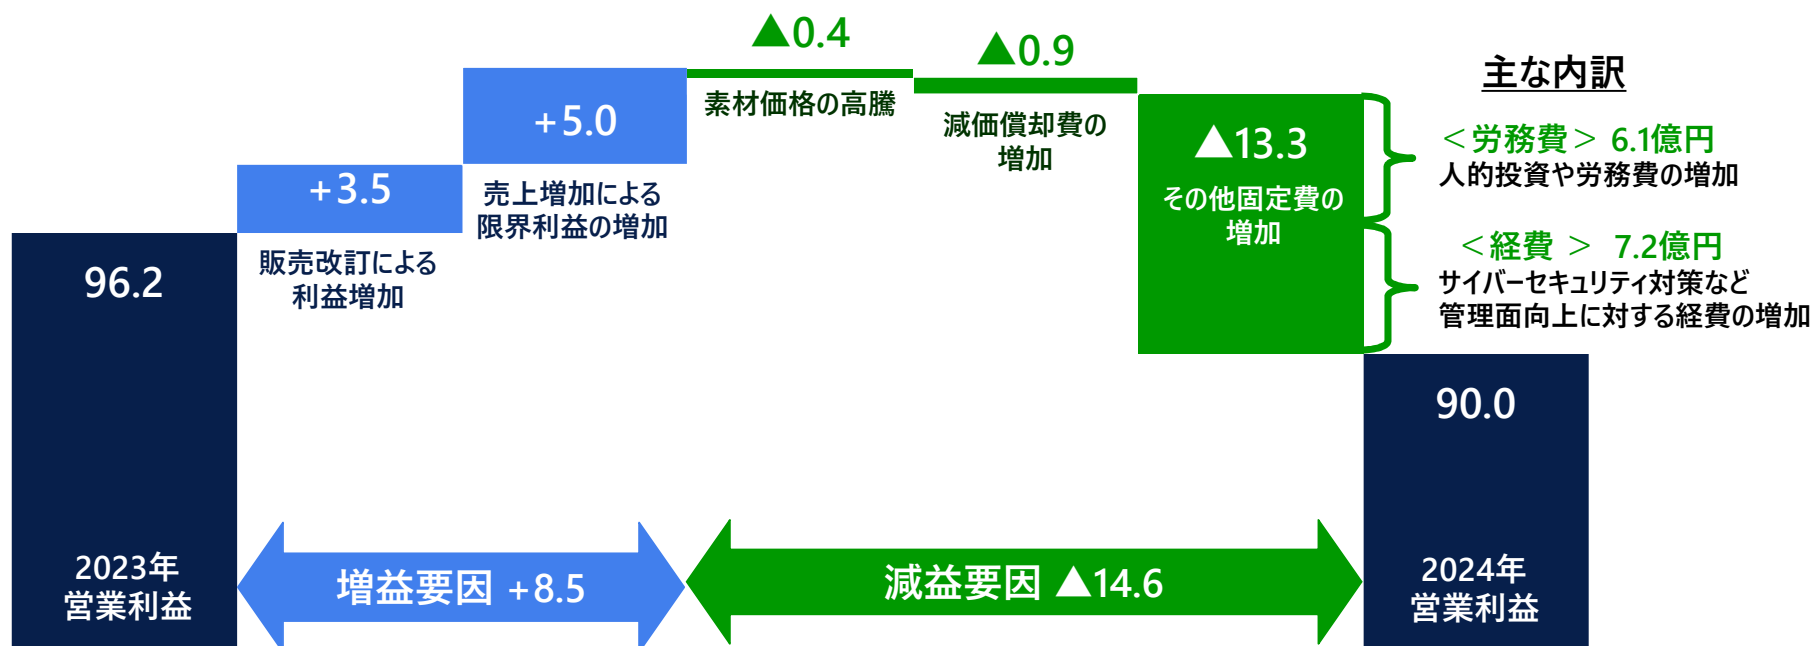 96.2
2023年
営業利益
+3.5
販売改訂による
利益増加
+5.0
売上増加による
限界利益の増加
▲0.4
素材価格の高騰
▲0.9
減価償却費の
増加
▲13.3
その他固定費の
増加
主な内訳
＜労務費＞ 6.1億円
人的投資や労務費の増加
＜経費 ＞ 7.2億円
サイバーセキュリティ対策など
管理面向上に対する経費の増加
90.0
2024年
営業利益
増益要因 +8.5
減益要因 ▲14.6